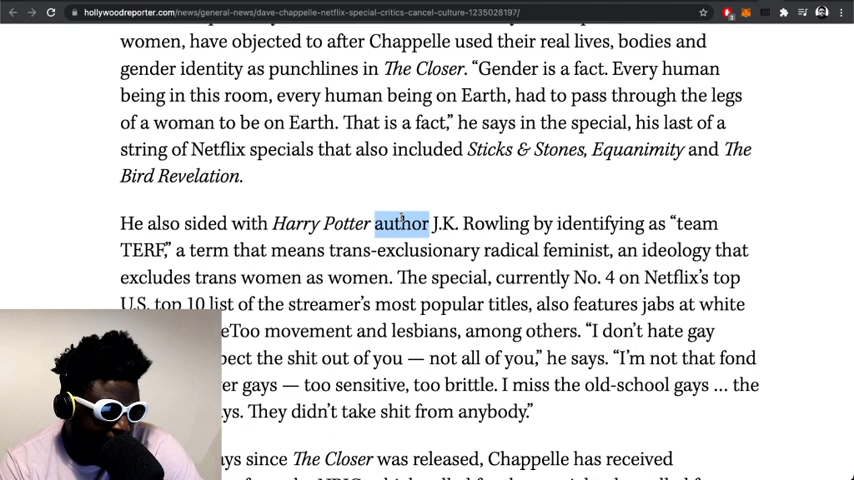 hollywoodreporter.com/news/general-news/dave-chappelle-netflix-special-critics-cancel-culture-1235028197/
women, have objected to after Chappelle used their real lives, bodies and
gender identity as punchlines in The Closer. “Gender is a fact. Every human
being in this room, every human being on Earth, had to pass through the legs
of a woman to be on Earth. That is a fact,” he says in the special, his last of a
string of Netflix specials that also included Sticks & Stones, Equanimity and The
Bird Revelation.
He also sided with Harry Potter author J.K. Rowling by identifying as “team
TERF,” a term that means trans-exclusionary radical feminist, an ideology that
excludes trans women as women. The special, currently No. 4 on Netflix’s top
U.S. top 10 list of the streamer’s most popular titles, also features jabs at white
eToo movement and lesbians, among others. “I don’t hate gay
pect the shit out of you — not all of you,” he says. “I’m not that fond
er gays — too sensitive, too brittle. I miss the old-school gays … the
ys. They didn’t take shit from anybody.”
ays since The Closer was released, Chappelle has received